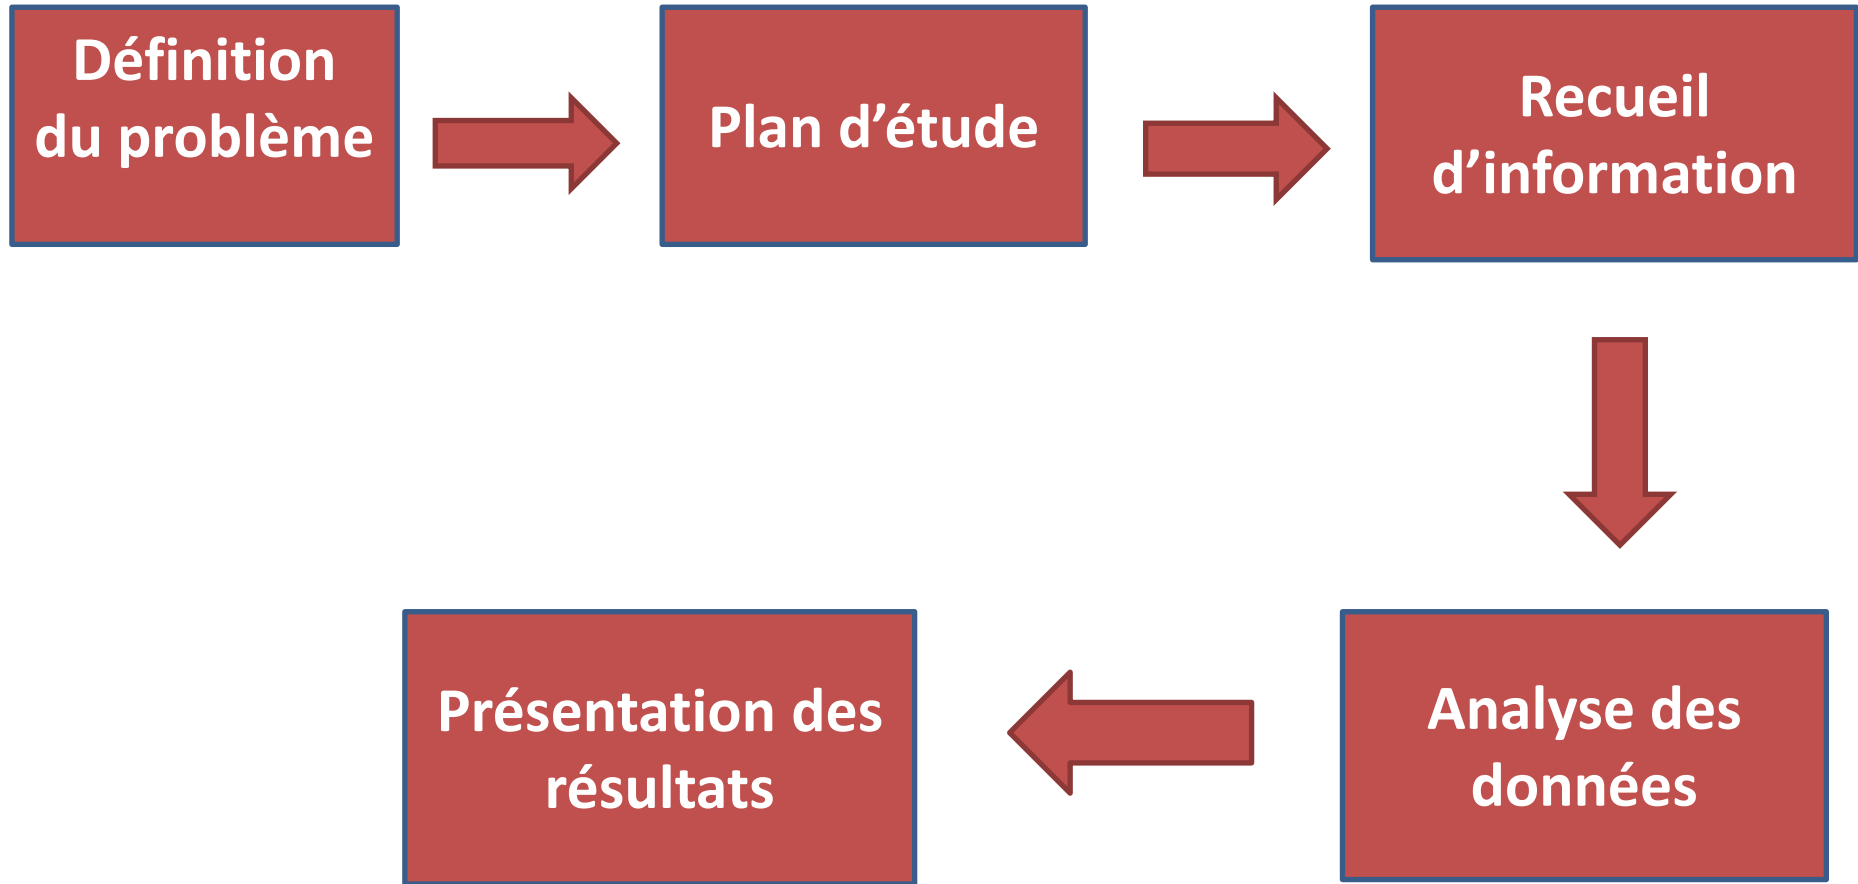 Définition
du problème
Plan d’étude
Recueil
d’information
Analyse des
données
Présentation des
résultats